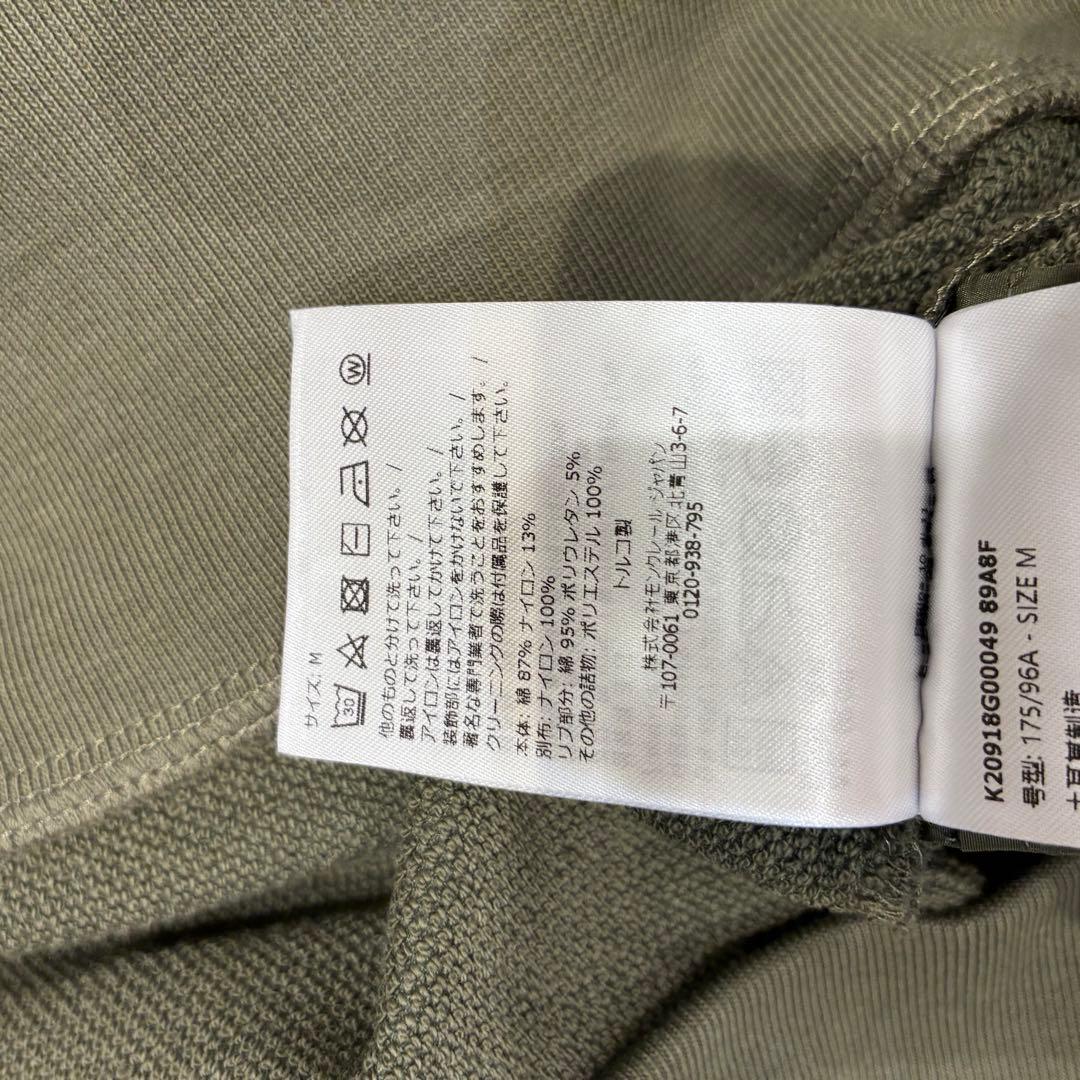 サイズ: M
30
W
他のものと分けて洗って下さい。 /
裏返して洗って下さい。 /
アイロンは裏返してかけて下さい。 /
装飾部にはアイロンをかけないで下さい。 /
著名な専門業者で洗うことをおすすめします。 /
クリーニングの際は付属品を保護して下さい。
本体: 綿 87% ナイロン 13%
別布: ナイロン 100%
リブ部分: 綿 95% ポリウレタン 5%
その他の詰物: ポリエステル 100%
トルコ製
株式会社モンクレール ジャパン
〒107-0061 東京都港区北青山3-6-7
0120-938-795
K20918G00049 89A8F
号型: 175/96A - SIZE M
土耳其制造